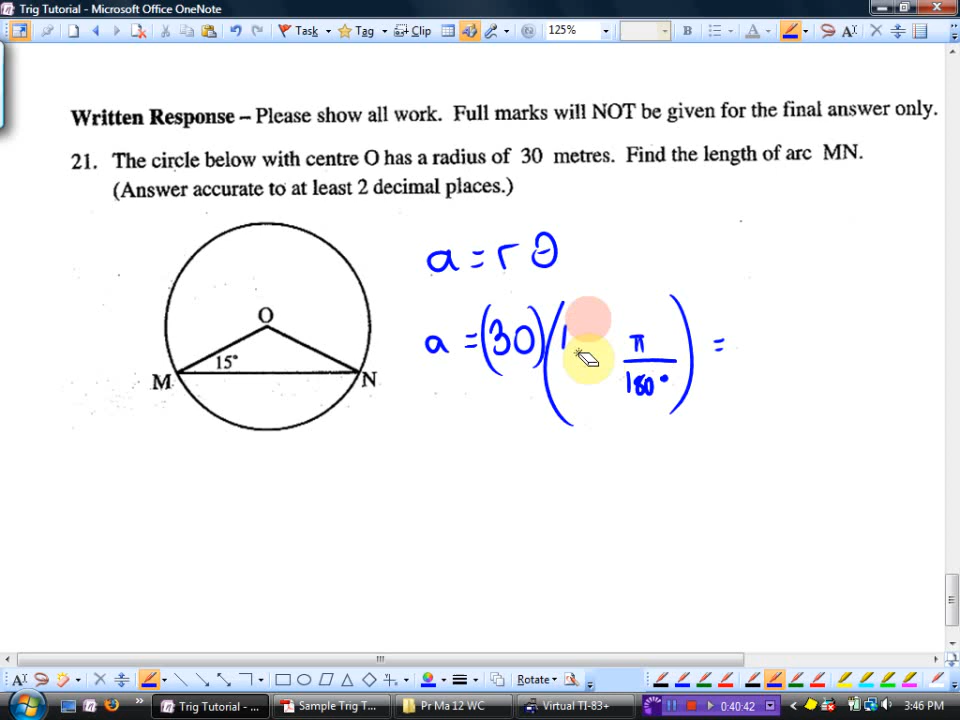 Trig Tutorial - Microsoft Office OneNote
Task Tag Clip 125% B A
Written Response – Please show all work. Full marks will NOT be given for the final answer only.
21. The circle below with centre O has a radius of 30 metres. Find the length of arc MN.
(Answer accurate to at least 2 decimal places.)
a = r θ
O
a = (30)(1 π/180°) =
15°
M N
Rotate
Trig Tutorial - ... Sample Trig T... Pr Ma 12 WC Virtual TI-83+ 0:40:42 3:46 PM